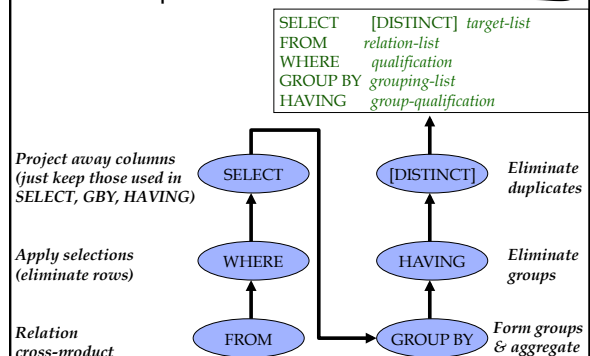 SELECT [DISTINCT] target-list
FROM relation-list
WHERE qualification
GROUP BY grouping-list
HAVING group-qualification
Project away columns
(just keep those used in
SELECT, GBY, HAVING)
SELECT
[DISTINCT]
Eliminate
duplicates
Apply selections
(eliminate rows)
WHERE
HAVING
Eliminate
groups
Relation
cross-product
FROM
GROUP BY
Form groups
& aggregate